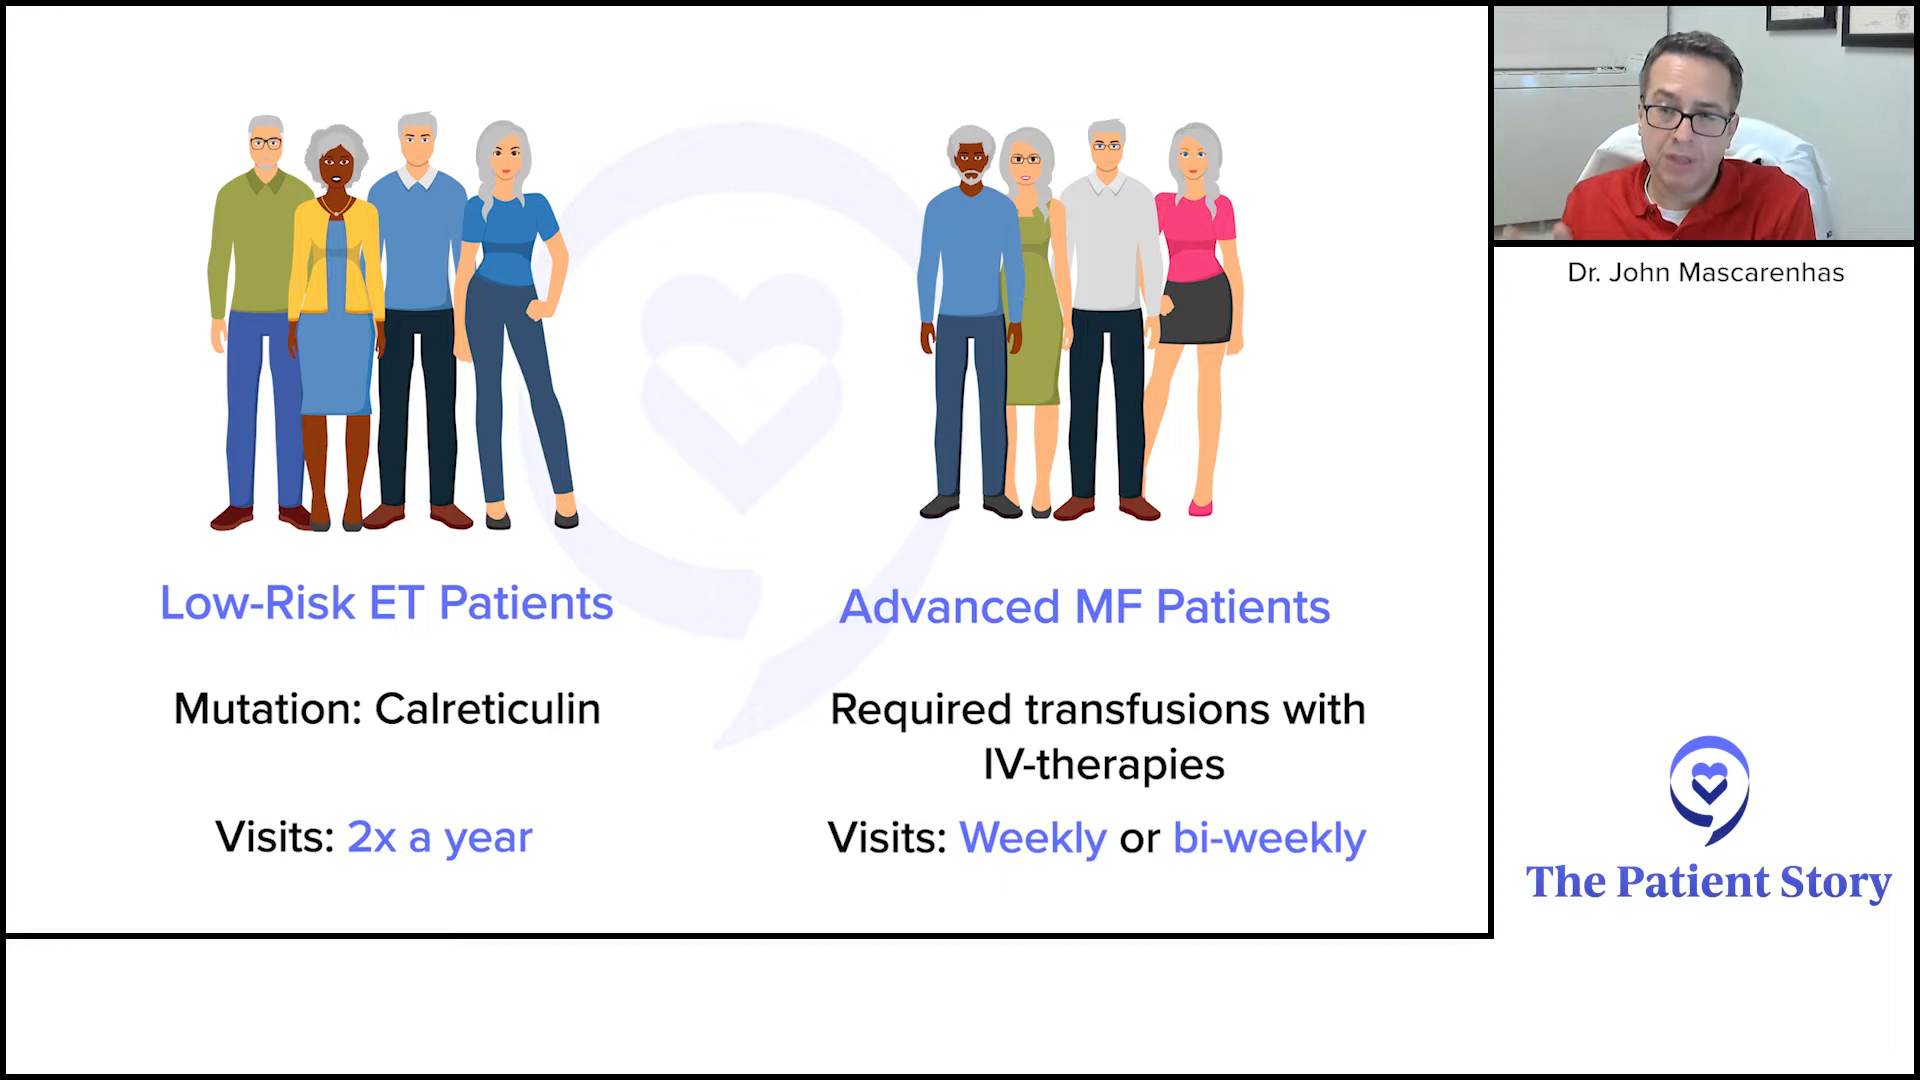 Low-Risk ET Patients
Mutation: Calreticulin
Visits: 2x a year
Advanced MF Patients
Required transfusions with
IV-therapies
Visits: Weekly or bi-weekly
Dr. John Mascarenhas
The Patient Story